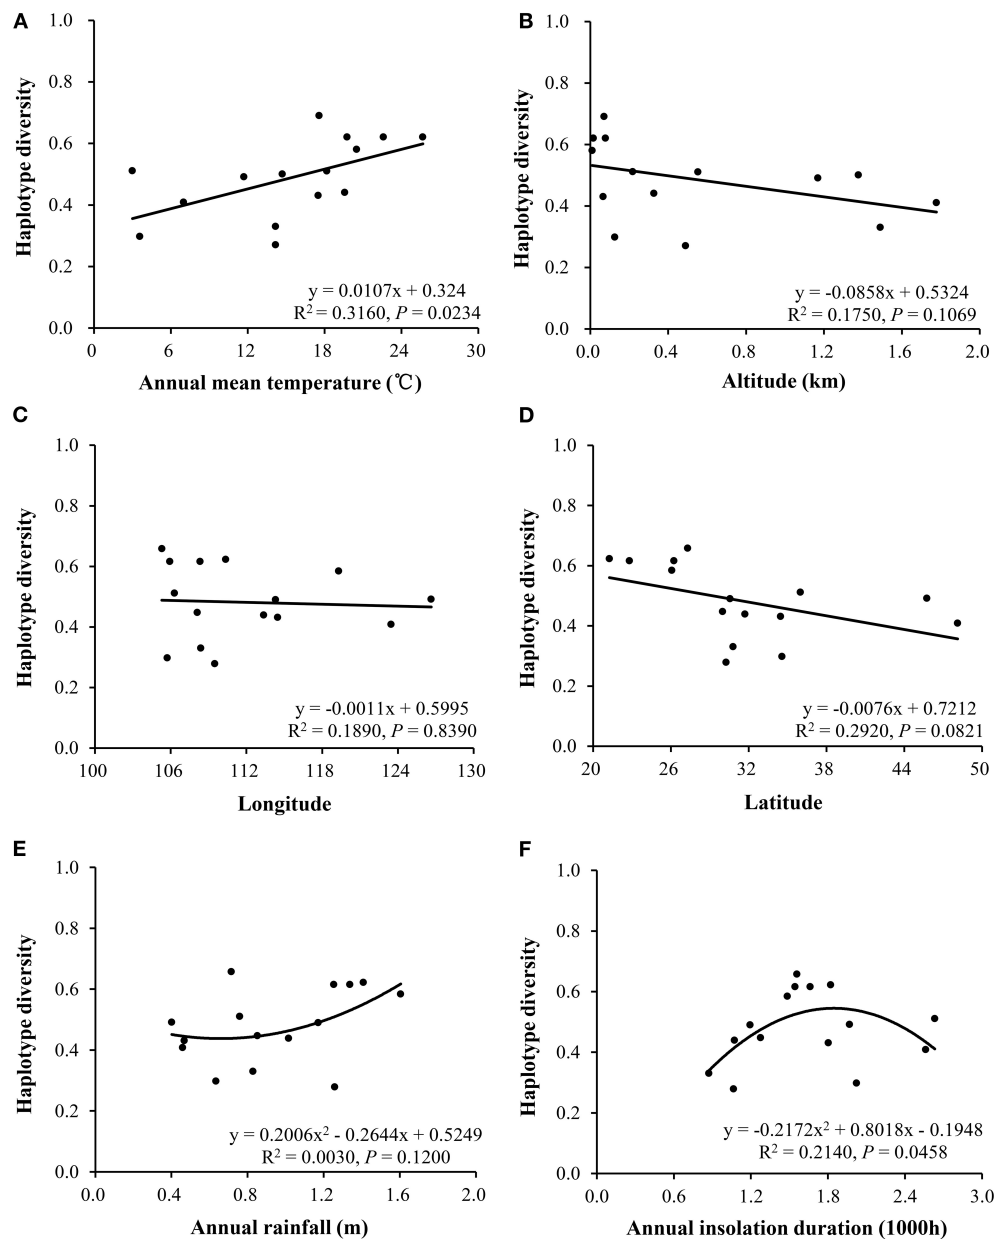 A
Haplotype diversity
1.0
0.8
0.6
0.4
0.2
0.0
0 6 12 18 24 30
y = 0.0107x + 0.324
R² = 0.3160, P = 0.0234
Annual mean temperature (℃)
B
Haplotype diversity
1.0
0.8
0.6
0.4
0.2
0.0
0.0 0.4 0.8 1.2 1.6 2.0
y = -0.0858x + 0.5324
R² = 0.1750, P = 0.1069
Altitude (km)
C
Haplotype diversity
1.0
0.8
0.6
0.4
0.2
0.0
100 106 112 118 124 130
y = -0.0011x + 0.5995
R² = 0.1890, P = 0.8390
Longitude
D
Haplotype diversity
1.0
0.8
0.6
0.4
0.2
0.0
20 26 32 38 44 50
y = -0.0076x + 0.7212
R² = 0.2920, P = 0.0821
Latitude
E
Haplotype diversity
1.0
0.8
0.6
0.4
0.2
0.0
0.0 0.4 0.8 1.2 1.6 2.0
y = 0.2006x² - 0.2644x + 0.5249
R² = 0.0030, P = 0.1200
Annual rainfall (m)
F
Haplotype diversity
1.0
0.8
0.6
0.4
0.2
0.0
0.0 0.6 1.2 1.8 2.4 3.0
y = -0.2172x² + 0.8018x - 0.1948
R² = 0.2140, P = 0.0458
Annual insolation duration (1000h)